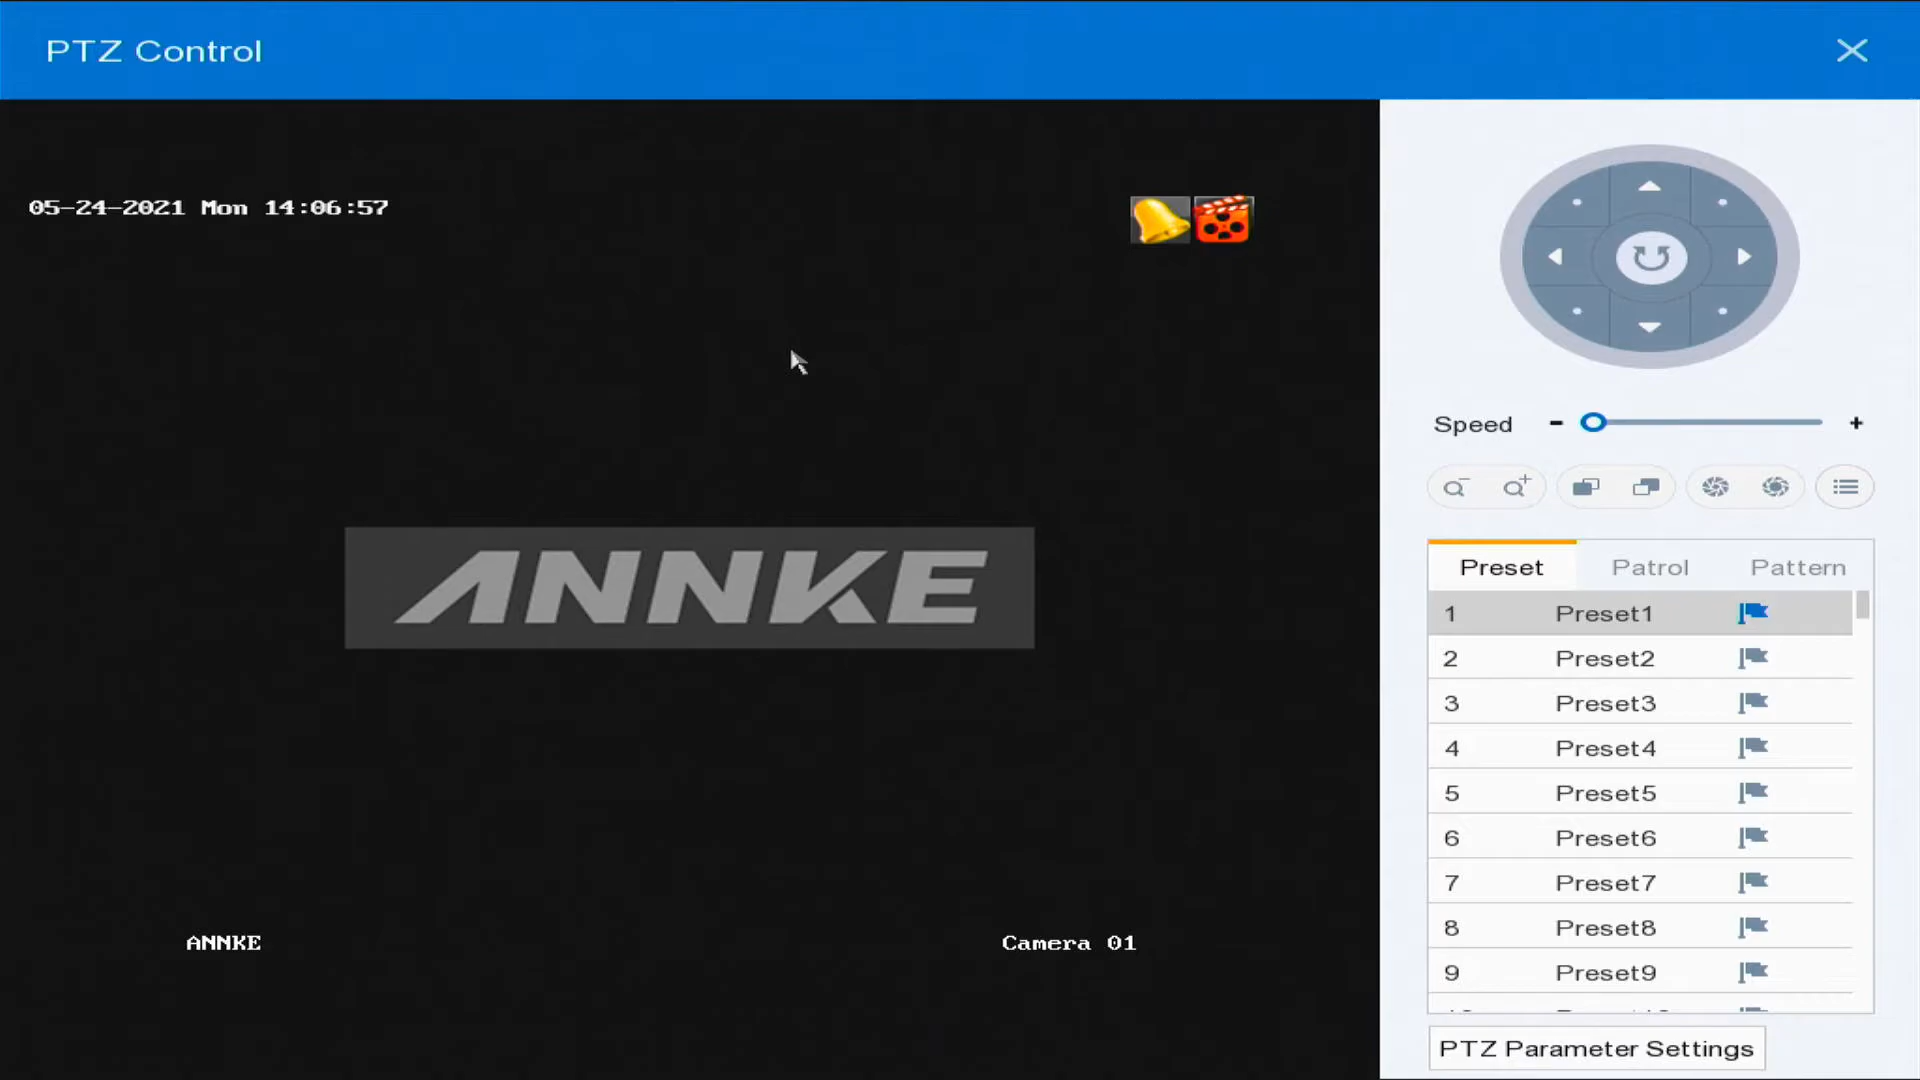 PTZ Control
05-24-2021 Mon 14:06:57
ANNKE
ANNKE
Camera 01
Speed - +
Preset Patrol Pattern
1 Preset1
2 Preset2
3 Preset3
4 Preset4
5 Preset5
6 Preset6
7 Preset7
8 Preset8
9 Preset9
PTZ Parameter Settings